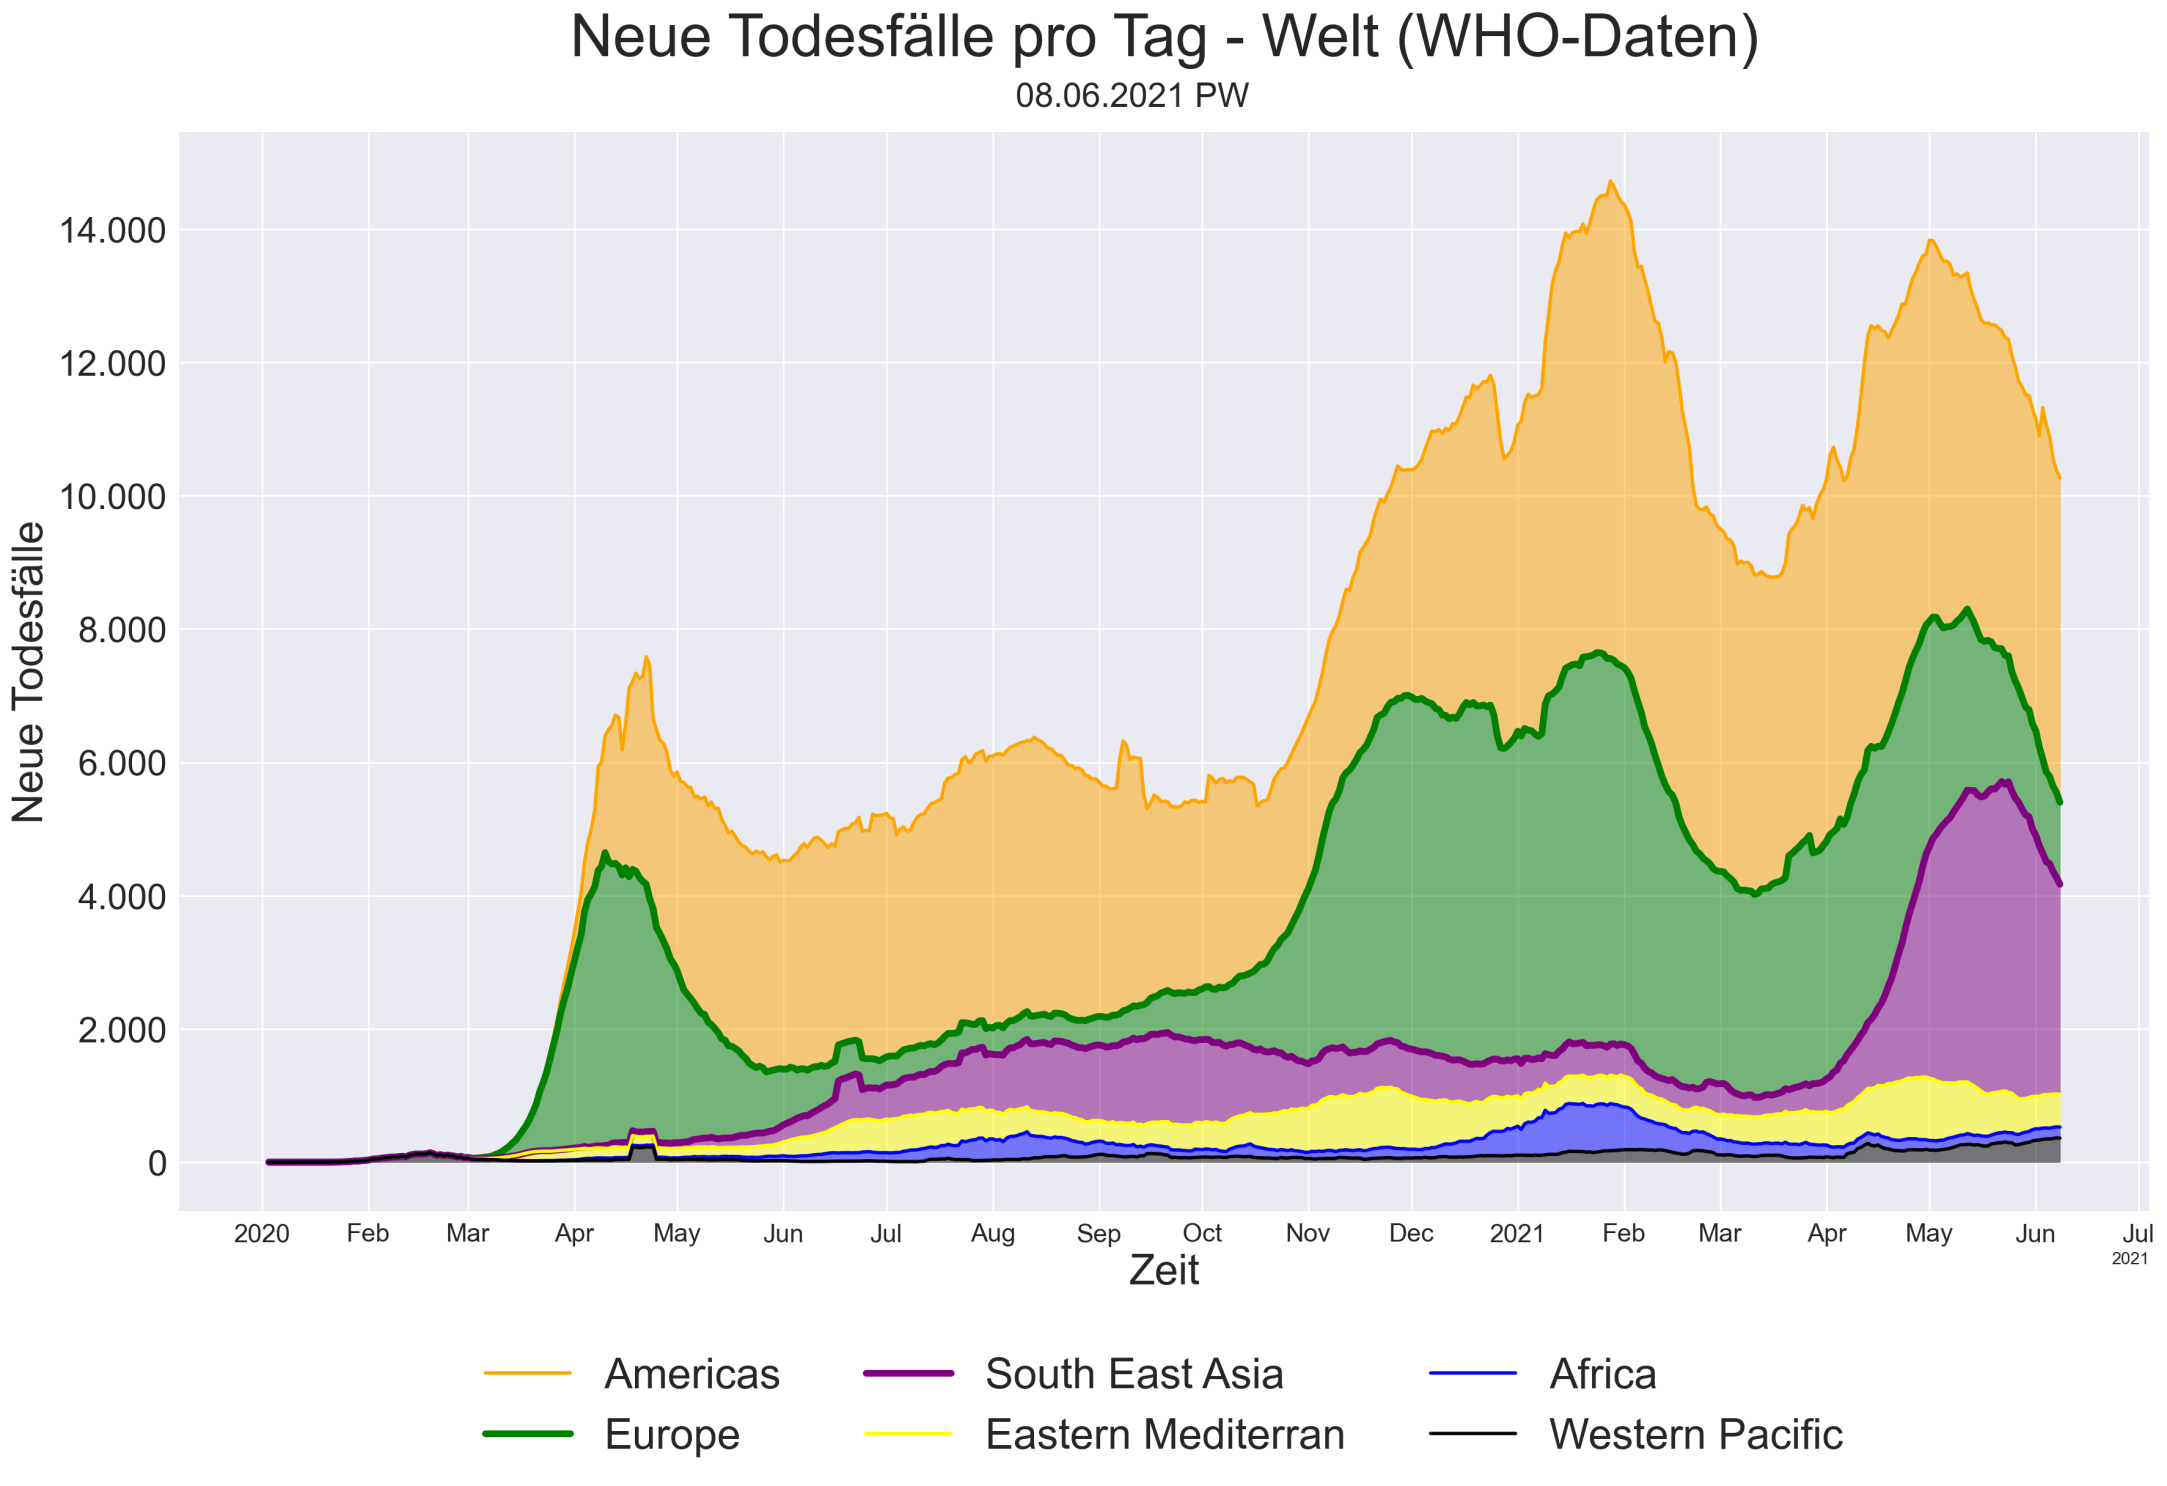 Neue Todesfälle pro Tag - Welt (WHO-Daten)
08.06.2021 PW
Neue Todesfälle
14.000
12.000
10.000
8.000
6.000
4.000
2.000
0
2020 Feb Mar Apr May Jun Jul Aug Sep Oct Nov Dec 2021 Feb Mar Apr May Jun Jul
2021
Zeit
Americas South East Asia Africa
Europe Eastern Mediterran Western Pacific